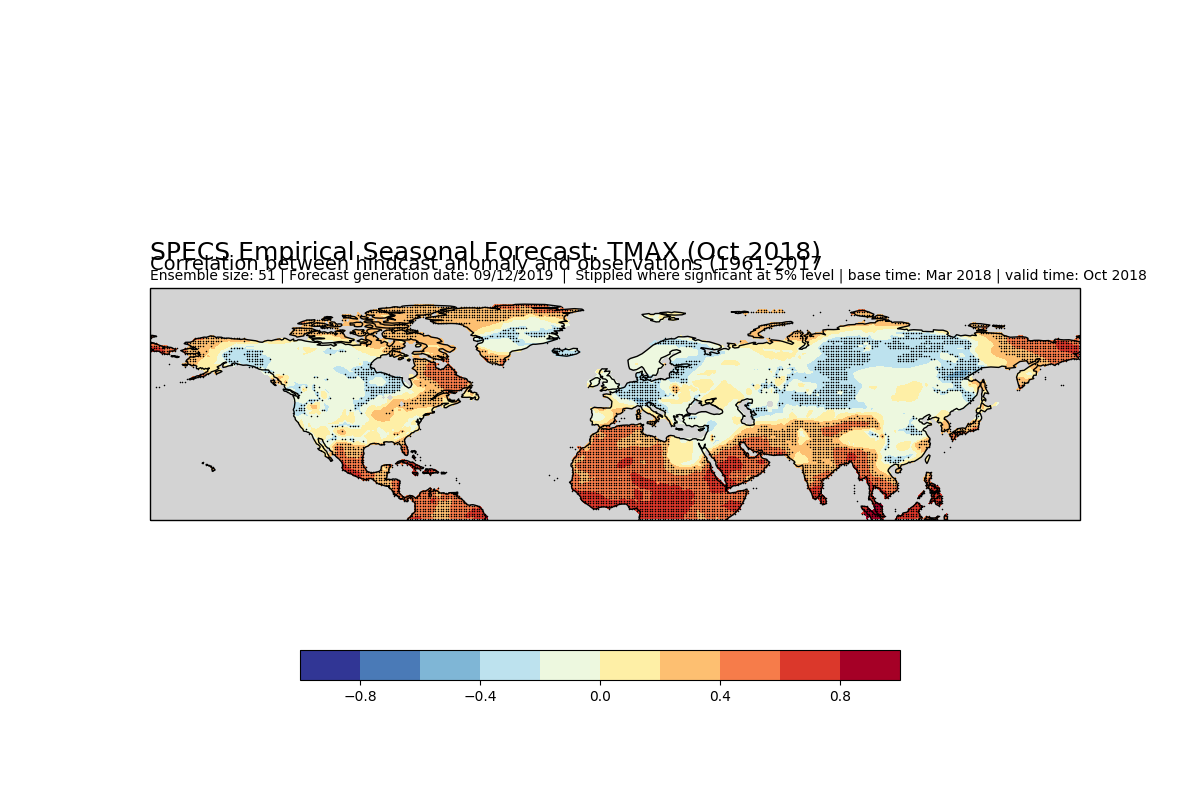 SPECS Empirical Seasonal Forecast: TMAX (Oct 2018)
Correlation between hindcast anomaly and observations (1961-2017
Ensemble size: 51 | Forecast generation date: 09/12/2019 | Stippled where signficant at 5% level | base time: Mar 2018 | valid time: Oct 2018
−0.8 −0.4 0.0 0.4 0.8